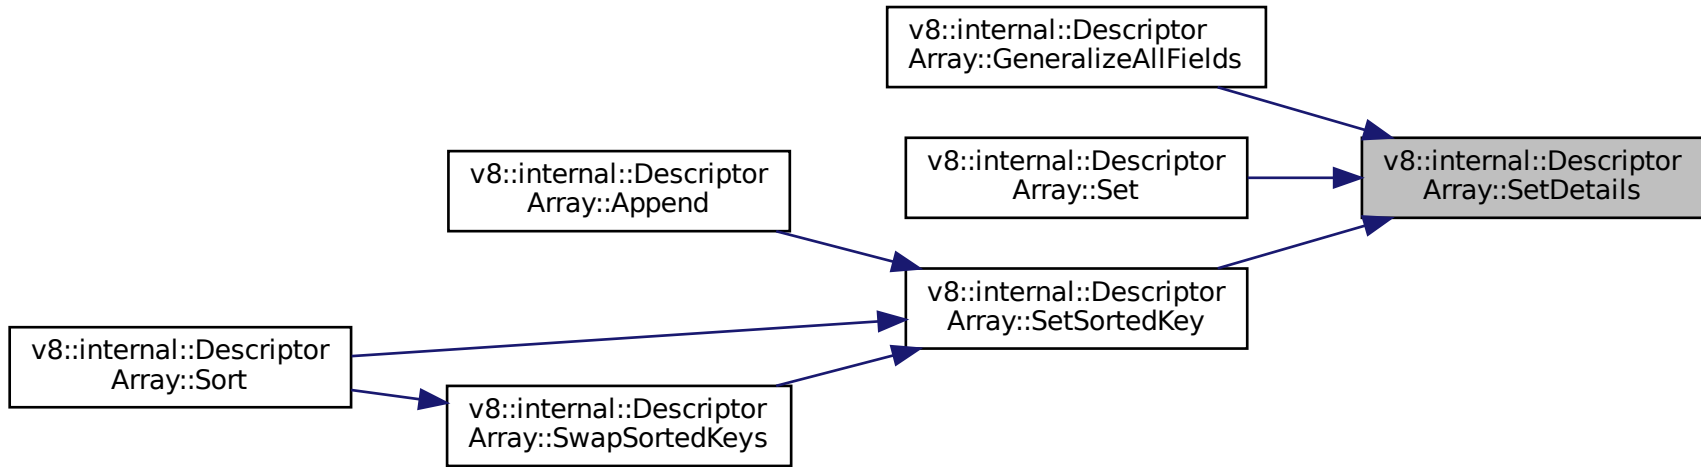 v8::internal::Descriptor
Array::GeneralizeAllFields
v8::internal::Descriptor
Array::Set
v8::internal::Descriptor
Array::SetDetails
v8::internal::Descriptor
Array::Append
v8::internal::Descriptor
Array::SetSortedKey
v8::internal::Descriptor
Array::Sort
v8::internal::Descriptor
Array::SwapSortedKeys